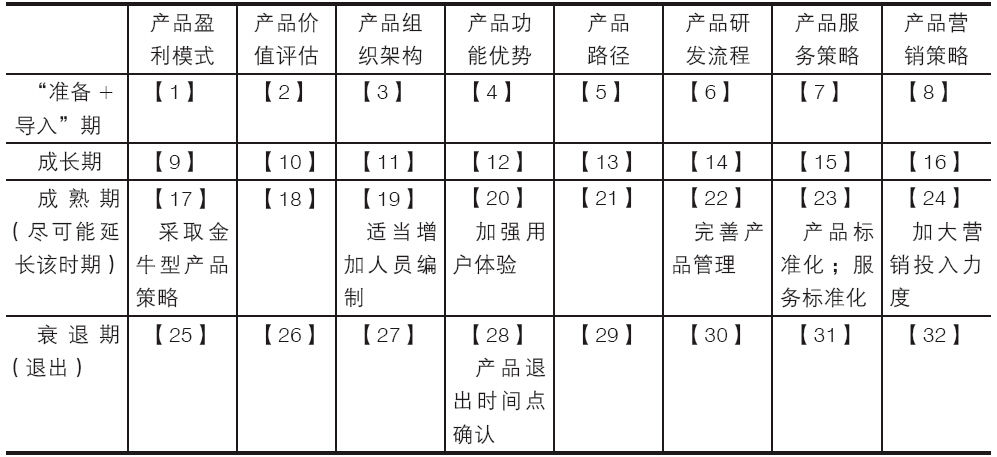 产品盈 产品价 产品组 产品功 产品 产品研 产品服 产品营
利模式 值评估 织架构 能优势 路径 发流程 务策略 销策略
“准备+ 【1】 【2】 【3】 【4】 【5】 【6】 【7】 【8】
导入”期
成长期 【9】 【10】 【11】 【12】 【13】 【14】 【15】 【16】
成熟期 【17】 【18】 【19】 【20】 【21】 【22】 【23】 【24】
(尽可能延 采取金 适当增 加强用 完善产 产品标 加大营
长该时期) 牛型产品 加人员编 户体验 品管理 准化;服 销投入力
策略 制 务标准化 度
衰退期 【25】 【26】 【27】 【28】 【29】 【30】 【31】 【32】
(退出) 产品退
出时间点
确认